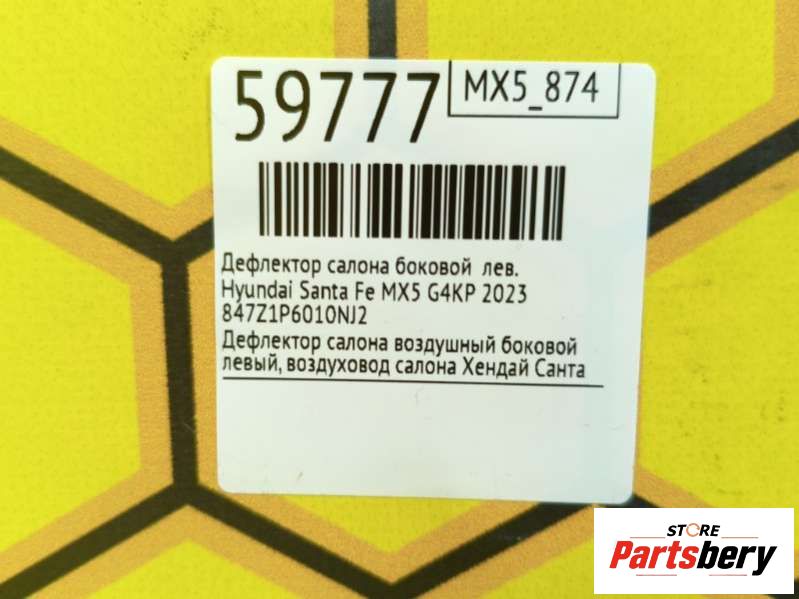 59777
MX5_874
Дефлектор салона боковой лев.
Hyundai Santa Fe MX5 G4KP 2023
847Z1P6010NJ2
Дефлектор салона воздушный боковой
левый, воздуховод салона Хендай Санта
STORE
Partsbery